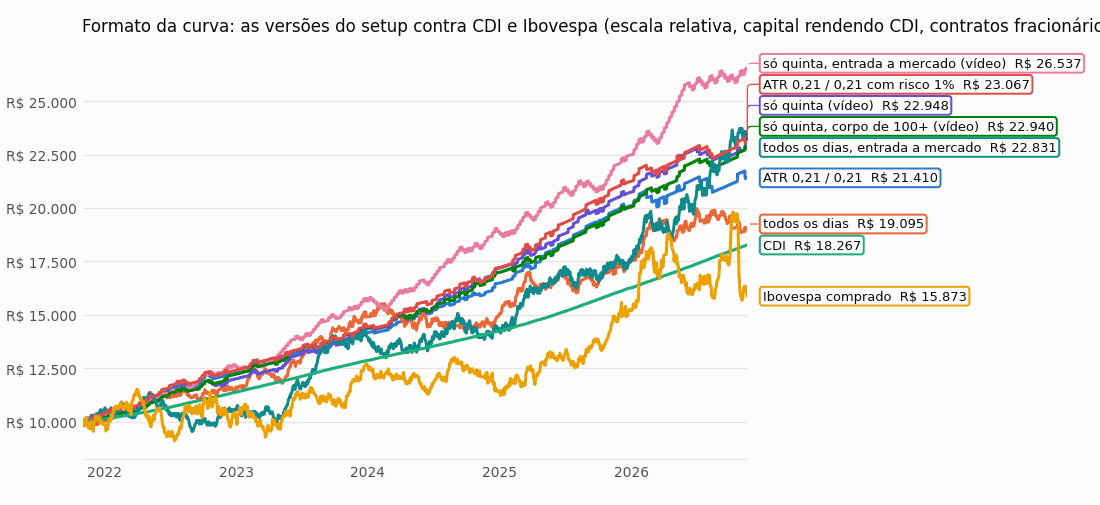 Formato da curva: as versões do setup contra CDI e Ibovespa (escala relativa, capital rendendo CDI, contratos fracionário
só quinta, entrada a mercado (vídeo) R$ 26.537
ATR 0,21 / 0,21 com risco 1% R$ 23.067
só quinta (vídeo) R$ 22.948
só quinta, corpo de 100+ (vídeo) R$ 22.940
todos os dias, entrada a mercado R$ 22.831
ATR 0,21 / 0,21 R$ 21.410
todos os dias R$ 19.095
CDI R$ 18.267
Ibovespa comprado R$ 15.873
R$ 25.000
R$ 22.500
R$ 20.000
R$ 17.500
R$ 15.000
R$ 12.500
R$ 10.000
2022 2023 2024 2025 2026